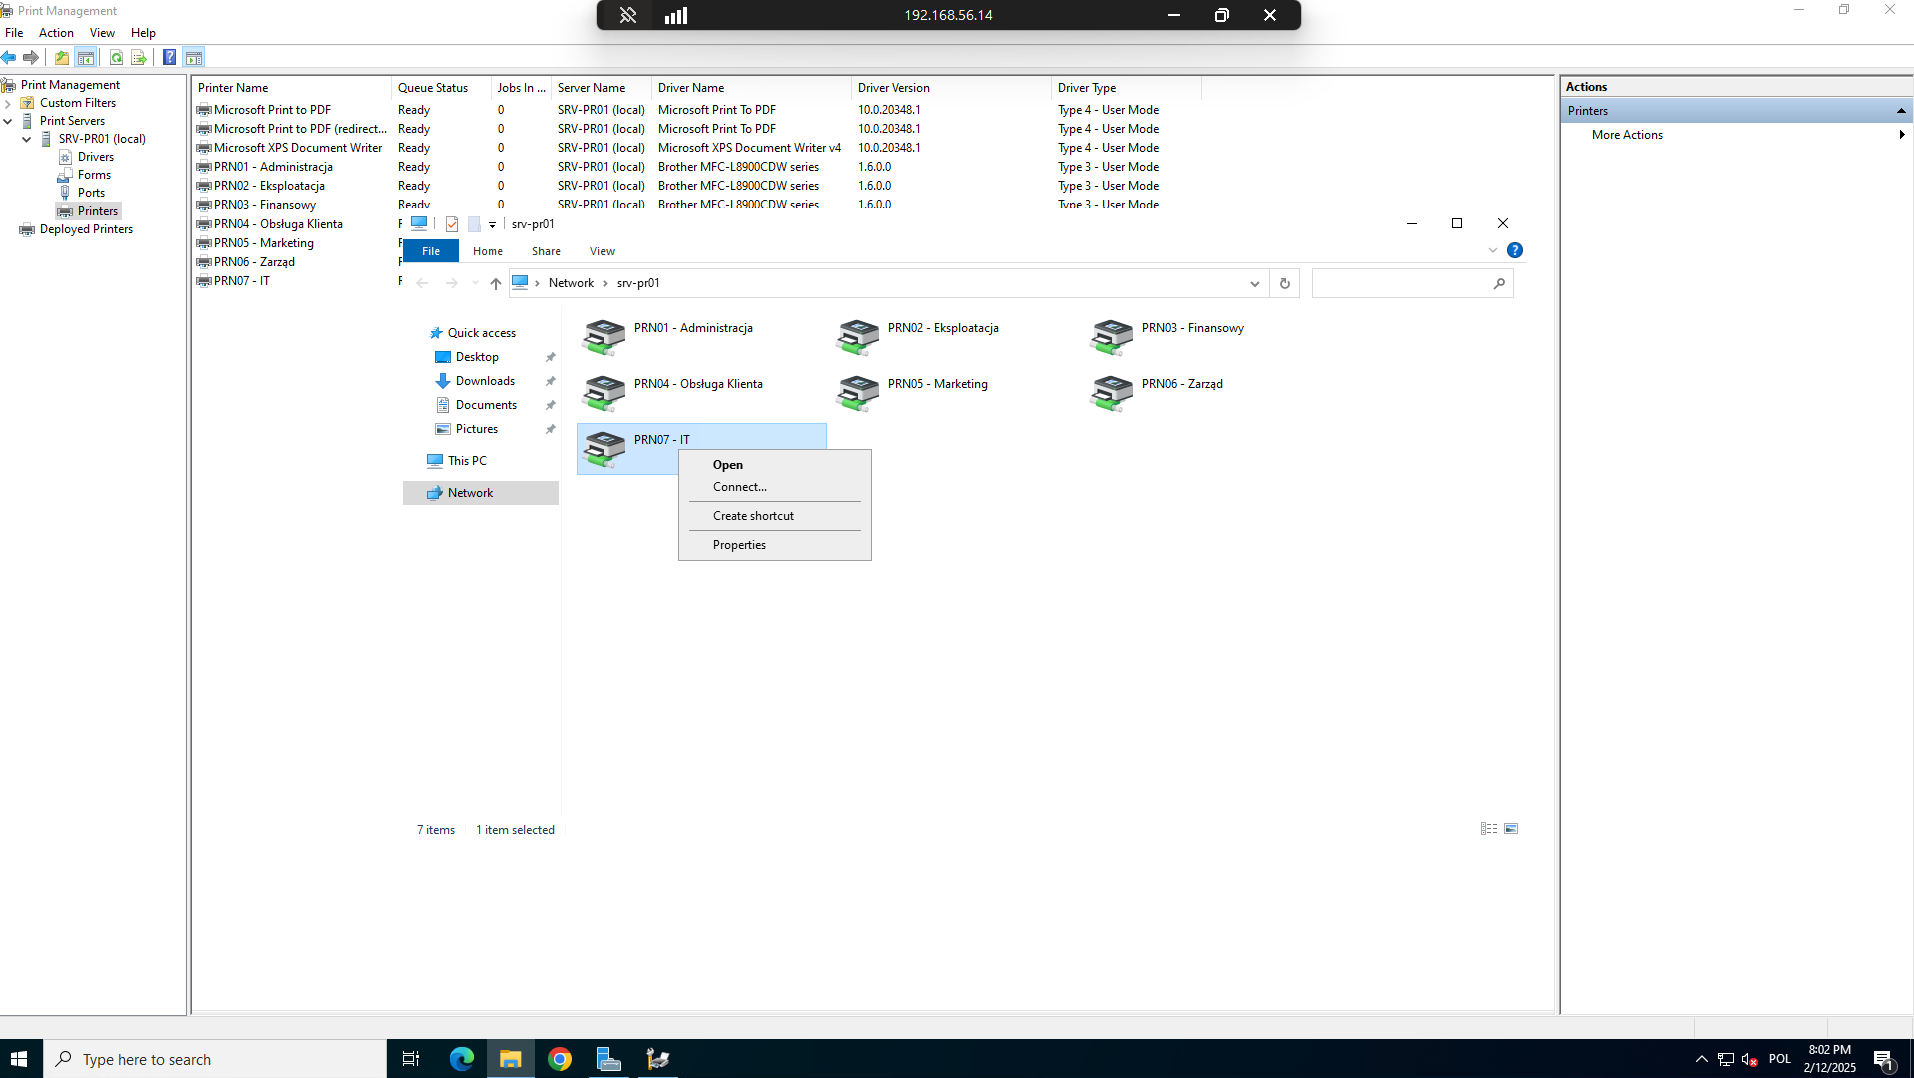 Print Management
192.168.56.14
File Action View Help
Print Management
Custom Filters
Print Servers
SRV-PR01 (local)
Drivers
Forms
Ports
Printers
Deployed Printers
Printer Name Queue Status Jobs In ... Server Name Driver Name Driver Version Driver Type
Microsoft Print to PDF Ready 0 SRV-PR01 (local) Microsoft Print To PDF 10.0.20348.1 Type 4 - User Mode
Microsoft Print to PDF (redirect... Ready 0 SRV-PR01 (local) Microsoft Print To PDF 10.0.20348.1 Type 4 - User Mode
Microsoft XPS Document Writer Ready 0 SRV-PR01 (local) Microsoft XPS Document Writer v4 10.0.20348.1 Type 4 - User Mode
PRN01 - Administracja Ready 0 SRV-PR01 (local) Brother MFC-L8900CDW series 1.6.0.0 Type 3 - User Mode
PRN02 - Eksploatacja Ready 0 SRV-PR01 (local) Brother MFC-L8900CDW series 1.6.0.0 Type 3 - User Mode
PRN03 - Finansowy Ready 0 SRV-PR01 (local) Brother MFC-L8900CDW series 1.6.0.0 Type 3 - User Mode
PRN04 - Obsługa Klienta
PRN05 - Marketing
PRN06 - Zarząd
PRN07 - IT
Actions
Printers
More Actions
srv-pr01
File Home Share View
Network srv-pr01
Quick access
Desktop
Downloads
Documents
Pictures
This PC
Network
PRN01 - Administracja PRN02 - Eksploatacja PRN03 - Finansowy
PRN04 - Obsługa Klienta PRN05 - Marketing PRN06 - Zarząd
PRN07 - IT
Open
Connect...
Create shortcut
Properties
7 items 1 item selected
Type here to search
POL
8:02 PM
2/12/2025
1